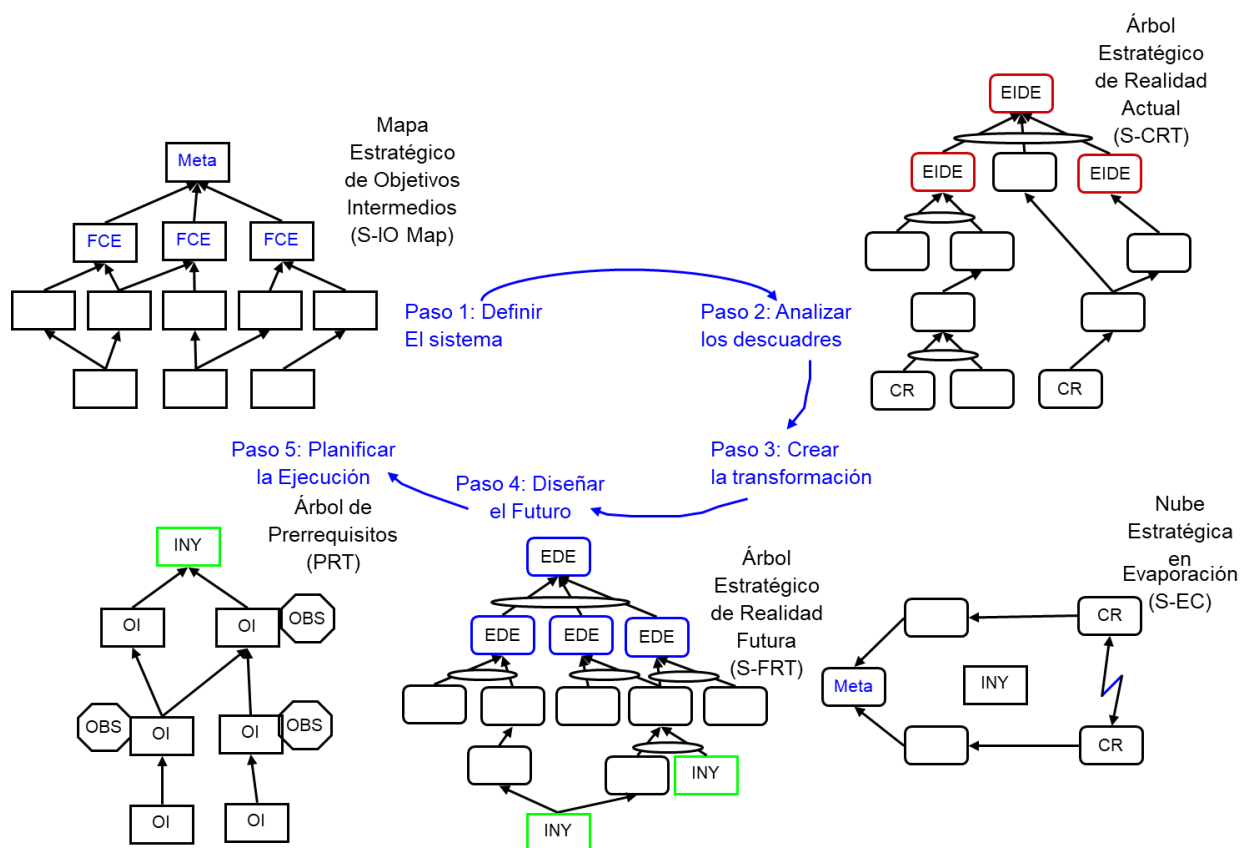 Mapa
Estratégico
de Objetivos
Intermedios
(S-IO Map)
Meta
FCE
FCE
FCE
Árbol
Estratégico
de Realidad
Actual
(S-CRT)
EIDE
EIDE
EIDE
CR
CR
Paso 1: Definir
El sistema
Paso 2: Analizar
los descuadres
Paso 3: Crear
la transformación
Paso 4: Diseñar
el Futuro
Paso 5: Planificar
la Ejecución
Árbol de
Prerrequisitos
(PRT)
INY
OI
OI
OBS
OBS
OI
OI
OBS
OI
OI
Árbol
Estratégico
de Realidad
Futura
(S-FRT)
EDE
EDE
EDE
EDE
INY
INY
Nube
Estratégica
en
Evaporación
(S-EC)
CR
Meta
INY
CR